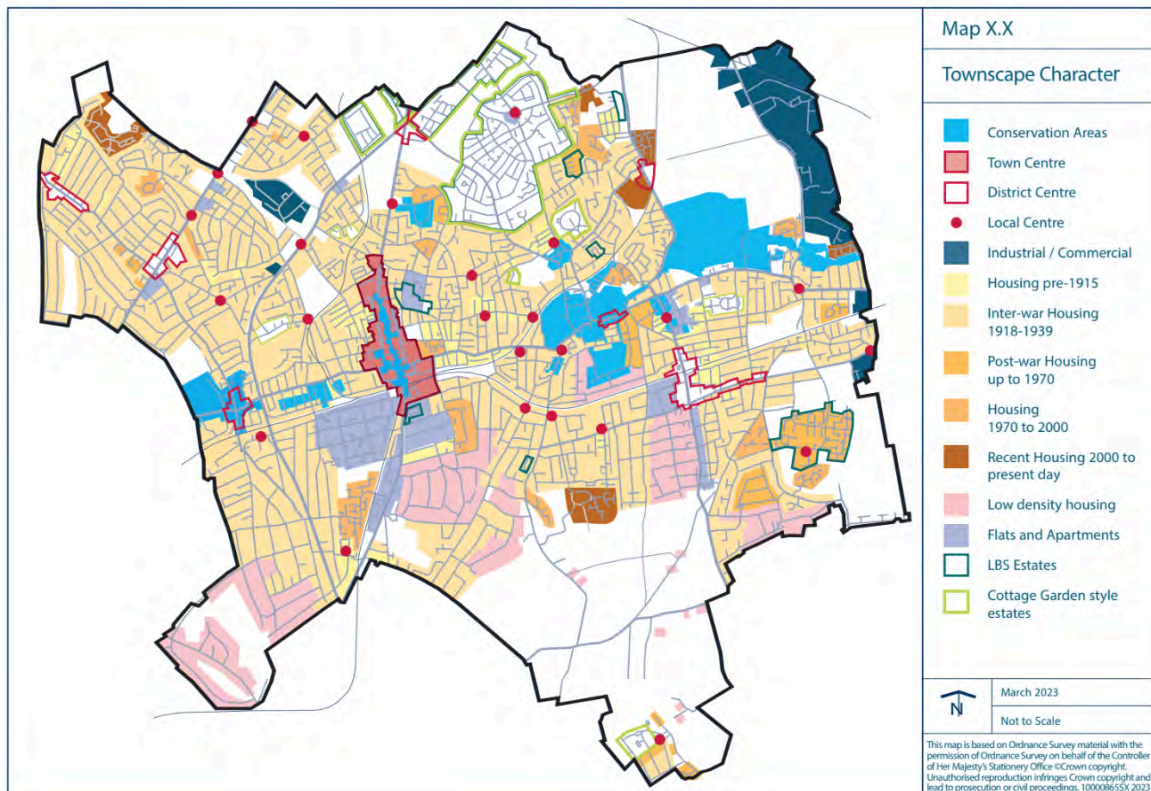 Map X.X
Townscape Character
Conservation Areas
Town Centre
District Centre
Local Centre
Industrial / Commercial
Housing pre-1915
Inter-war Housing
1918-1939
Post-war Housing
up to 1970
Housing
1970 to 2000
Recent Housing 2000 to
present day
Low density housing
Flats and Apartments
LBS Estates
Cottage Garden style
estates
N
March 2023
Not to Scale
This map is based on Ordnance Survey material with the
permission of Ordnance Survey on behalf of the Controller
of Her Majesty's Stationery Office ©Crown copyright.
Unauthorised reproduction infringes Crown copyright and
lead to prosecution or civil proceedings. 100008655X 2023